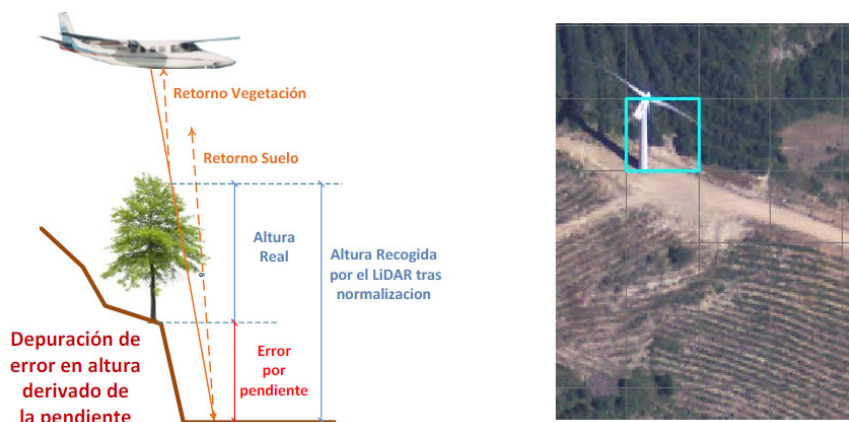 Retorno Vegetación
Retorno Suelo
Altura
Real
Altura Recogida
por el LiDAR tras
normalizacion
Error
por
pendiente
Depuración de
error en altura
derivado de
la pendiente